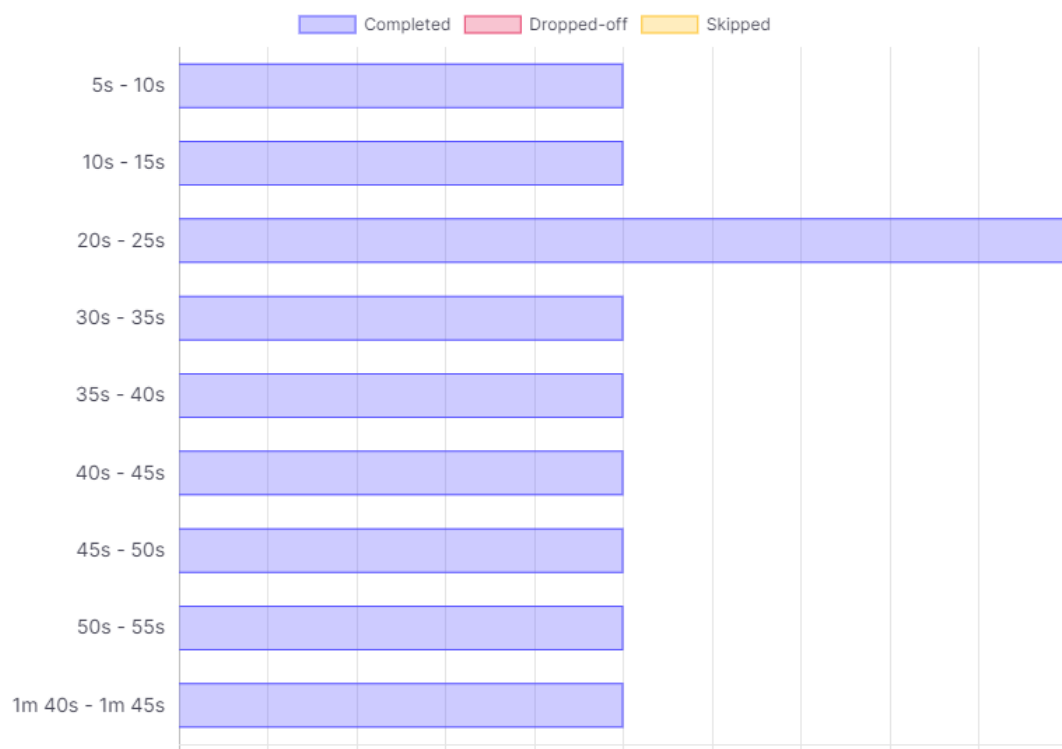 Completed Dropped-off Skipped
5s - 10s
10s - 15s
20s - 25s
30s - 35s
35s - 40s
40s - 45s
45s - 50s
50s - 55s
1m 40s - 1m 45s